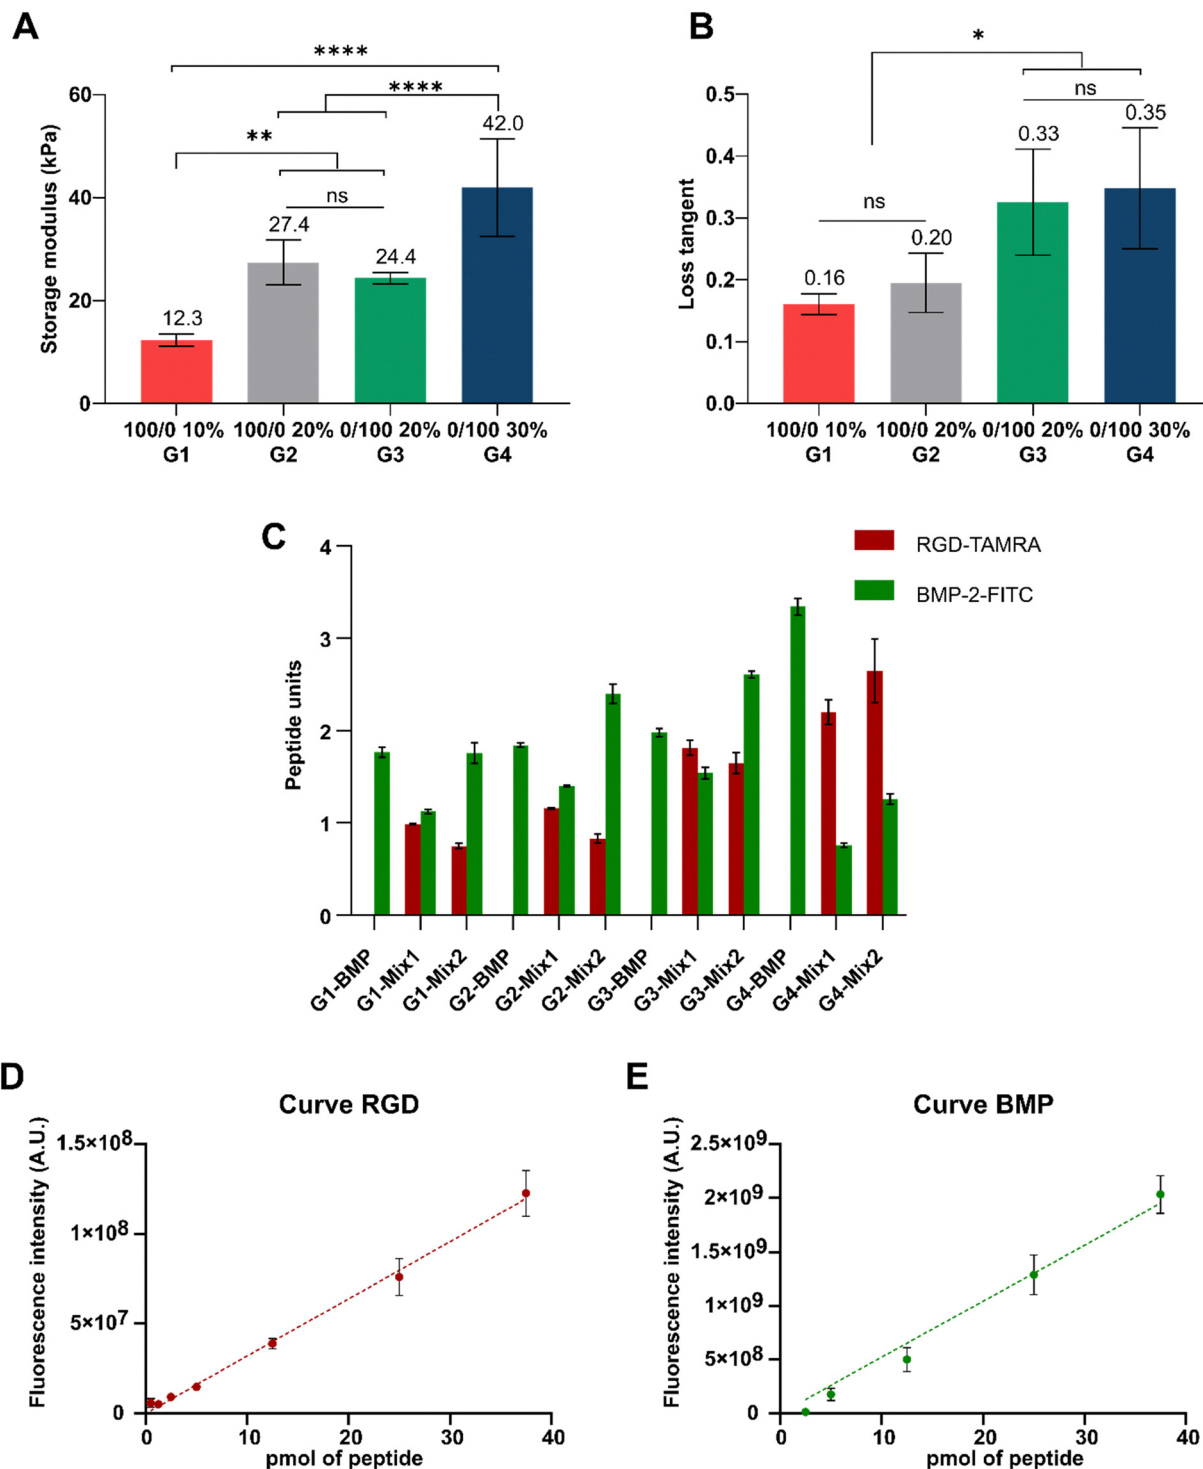 A
****
****
**
ns
60
40
20
0
Storage modulus (kPa)
12.3
27.4
24.4
42.0
100/0 10% 100/0 20% 0/100 20% 0/100 30%
G1 G2 G3 G4
B
*
ns
ns
0.5
0.4
0.3
0.2
0.1
0.0
Loss tangent
0.16
0.20
0.33
0.35
100/0 10% 100/0 20% 0/100 20% 0/100 30%
G1 G2 G3 G4
C
RGD-TAMRA
BMP-2-FITC
4
3
2
1
0
Peptide units
G1-BMP
G1-Mix1
G1-Mix2
G2-BMP
G2-Mix1
G2-Mix2
G3-BMP
G3-Mix1
G3-Mix2
G4-BMP
G4-Mix1
G4-Mix2
D
Curve RGD
Fluorescence intensity (A.U.)
1.5×10⁸
1×10⁸
5×10⁷
0
0 10 20 30 40
pmol of peptide
E
Curve BMP
Fluorescence intensity (A.U.)
2.5×10⁹
2×10⁹
1.5×10⁹
1×10⁹
5×10⁸
0
0 10 20 30 40
pmol of peptide